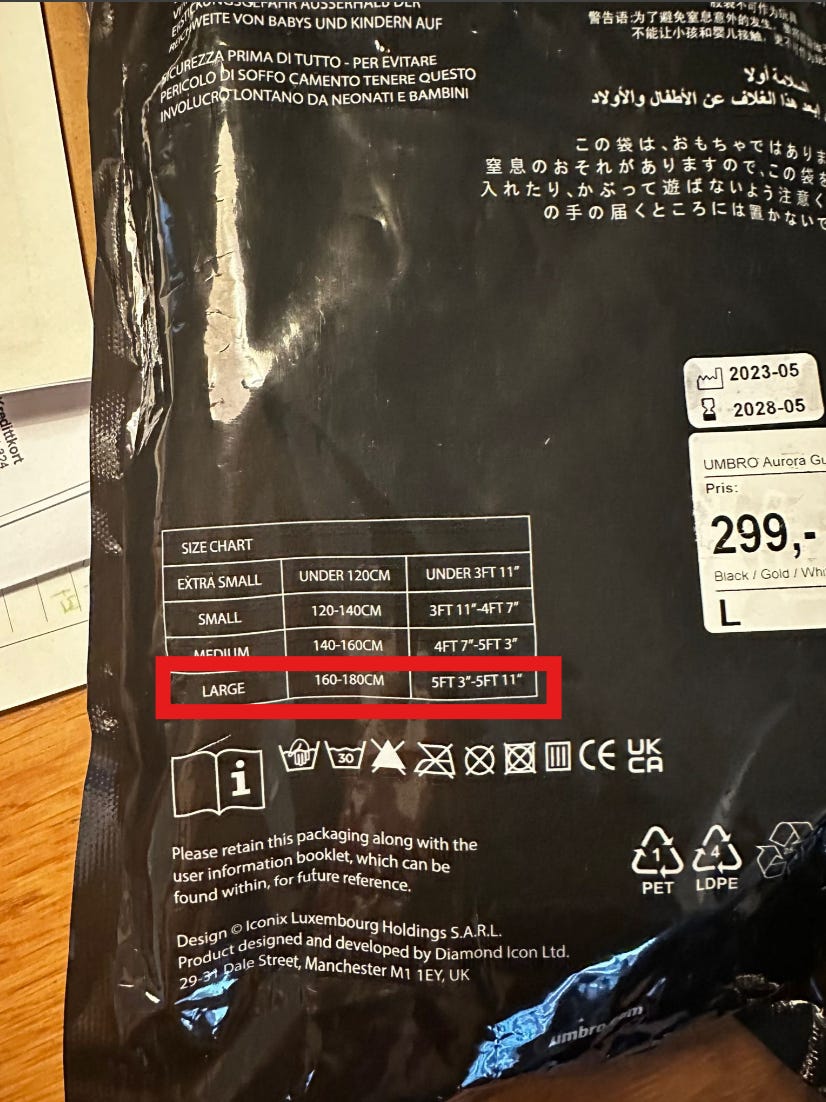 REICHWEITE VON BABYS UND KINDERN AUF
SICUREZZA PRIMA DI TUTTO - PER EVITARE
PERICOLO DI SOFFO CAMENTO TENERE QUESTO
INVOLUCRO LONTANO DA NEONATI E BAMBINI
警告语:为了避免窒息意外的发生,
不能让小孩和婴儿接触,
السلامة أولا
إبعد هذا الغلاف عن الأطفال والأولاد
この袋は、おもちゃではありま
窒息のおそれがありますので、この袋を
入れたり、かぶって遊ばないよう注意く
の手の届くところには置かないで
2023-05
2028-05
UMBRO Aurora Gu
Pris:
299,-
Black / Gold / Whi
L
SIZE CHART
EXTRA SMALL UNDER 120CM UNDER 3FT 11”
SMALL 120-140CM 3FT 11”-4FT 7”
MEDIUM 140-160CM 4FT 7”-5FT 3”
LARGE 160-180CM 5FT 3”-5FT 11”
i
30
CE
UK
CA
Please retain this packaging along with the
user information booklet, which can be
found within, for future reference.
1
PET
4
LDPE
Design © Iconix Luxembourg Holdings S.A.R.L.
Product designed and developed by Diamond Icon Ltd.
29-31 Dale Street, Manchester M1 1EY, UK
umbro.com